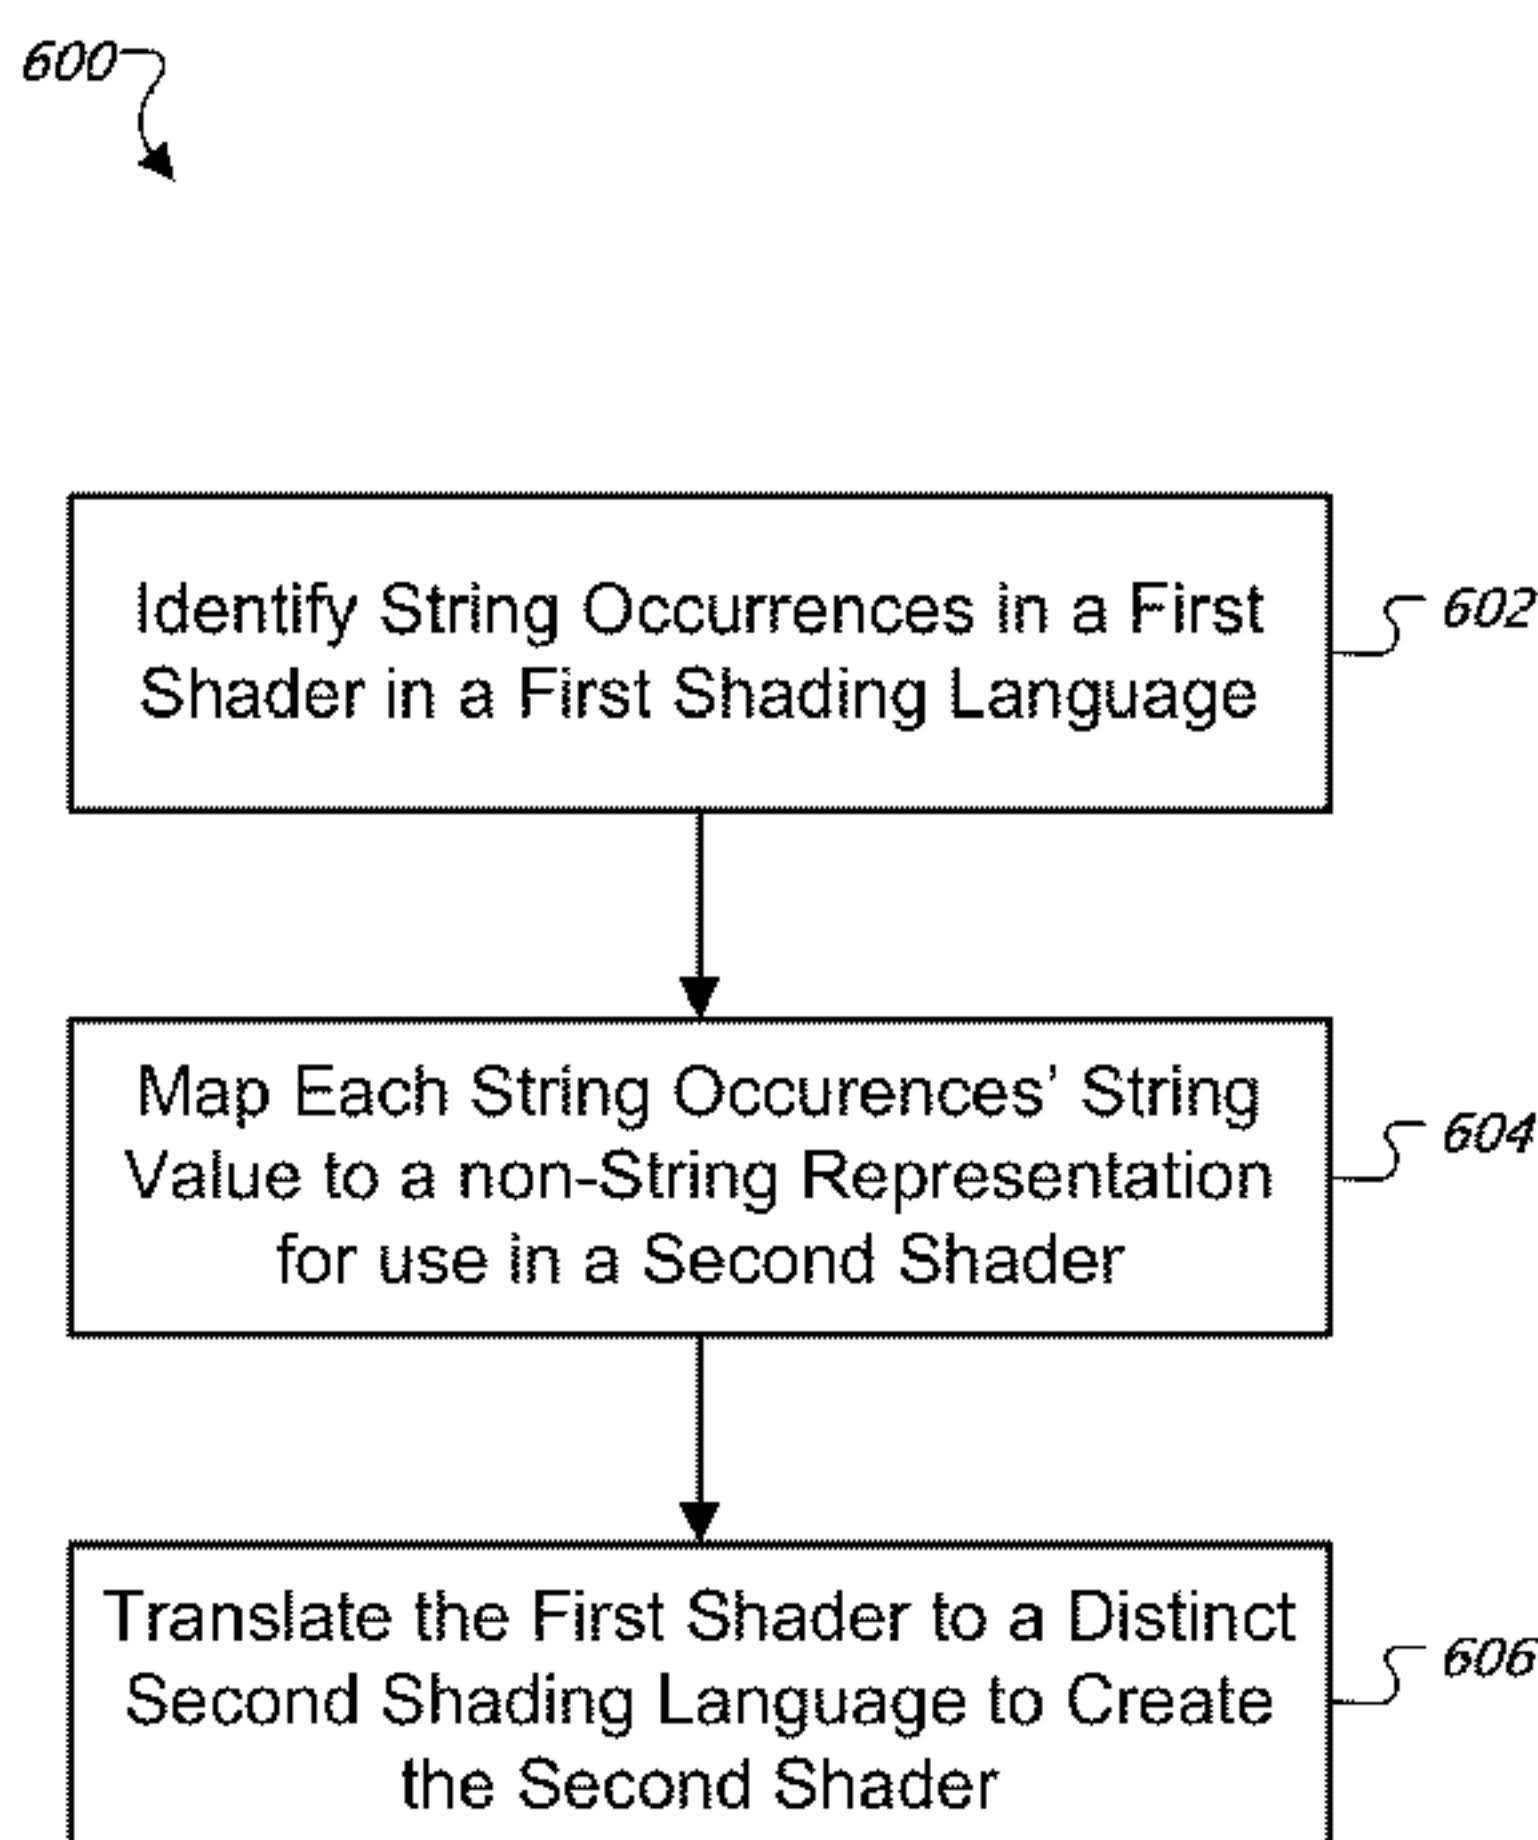 600
Identify String Occurrences in a First
Shader in a First Shading Language
602
Map Each String Occurences' String
Value to a non-String Representation
for use in a Second Shader
604
Translate the First Shader to a Distinct
Second Shading Language to Create
the Second Shader
606